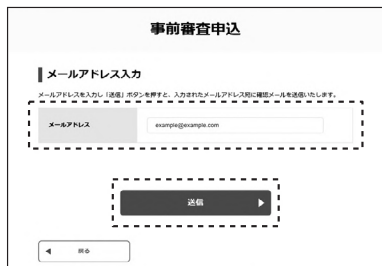 事前審査申込
メールアドレス入力
メールアドレスを入力し「送信」ボタンを押すと、入力されたメールアドレス宛に確認メールを送信いたします。
メールアドレス
example@example.com
送信
戻る